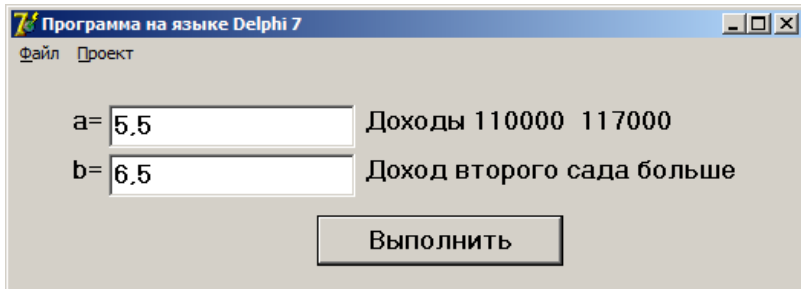 Программа на языке Delphi 7
Файл Проект
a= 5,5 Доходы 110000 117000
b= 6,5 Доход второго сада больше
Выполнить